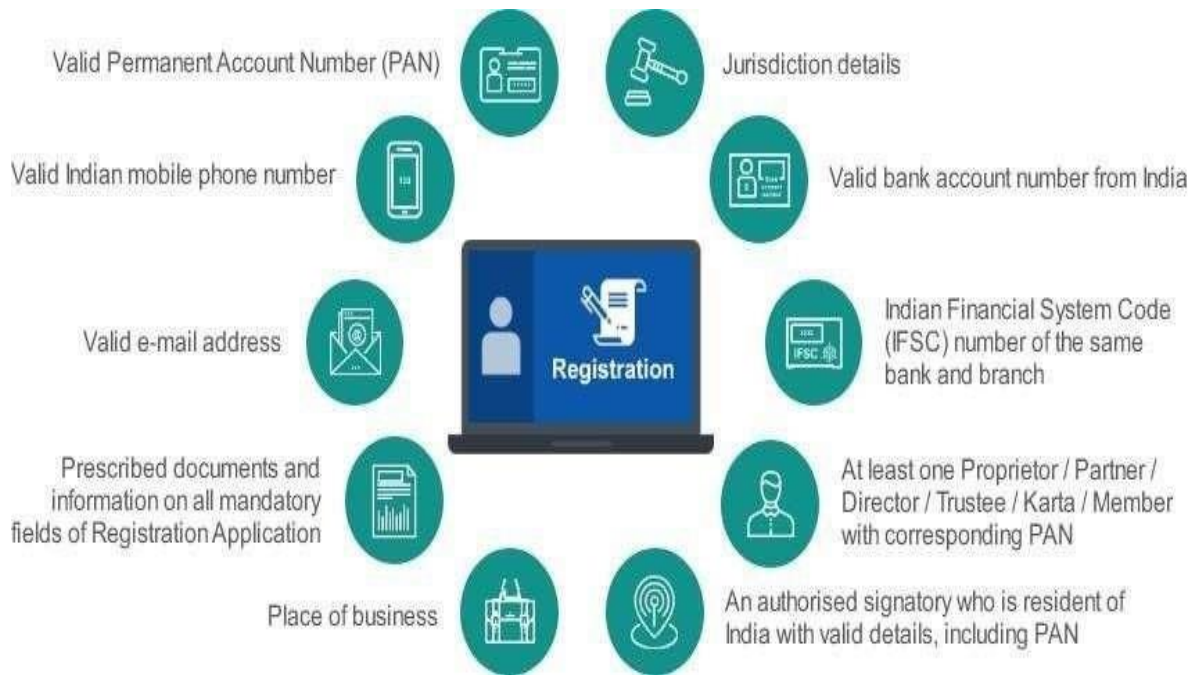 Valid Permanent Account Number (PAN)
Jurisdiction details
Valid Indian mobile phone number
Valid bank account number from India
Valid e-mail address
Registration
Indian Financial System Code
(IFSC) number of the same
bank and branch
IFSC
Prescribed documents and
information on all mandatory
fields of Registration Application
At least one Proprietor / Partner /
Director / Trustee / Karta / Member
with corresponding PAN
Place of business
An authorised signatory who is resident of
India with valid details, including PAN